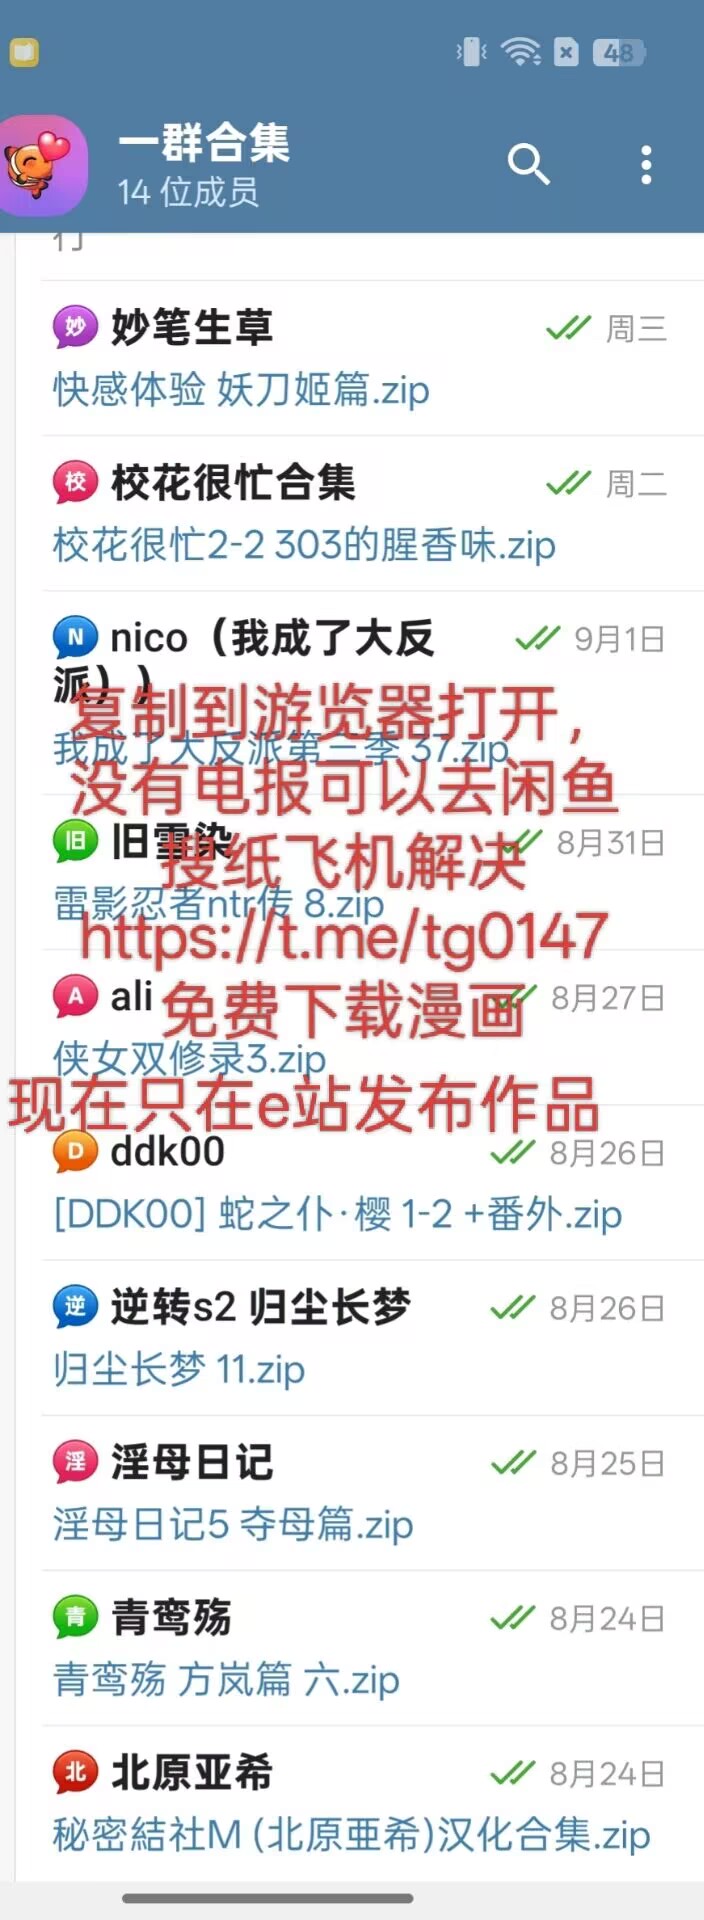 48
一群合集
14 位成员
行
妙 妙笔生草 周三
快感体验 妖刀姬篇.zip
校 校花很忙合集 周二
校花很忙2-2 303的腥香味.zip
N nico（我成了大反 9月1日
派））
复制到游览器打开，
我成了大反派第三季 37.zip
没有电报可以去闲鱼
旧 旧雪染 8月31日
搜纸飞机解决
雷影忍者ntr传 8.zip
https://t.me/tg0147
A ali 8月27日
免费下载漫画
侠女双修录3.zip
现在只在e站发布作品
D ddk00 8月26日
[DDK00] 蛇之仆·樱 1-2 +番外.zip
逆 逆转s2 归尘长梦 8月26日
归尘长梦 11.zip
淫 淫母日记 8月25日
淫母日记5 夺母篇.zip
青 青鸾殇 8月24日
青鸾殇 方岚篇 六.zip
北 北原亚希 8月24日
秘密結社M (北原亜希)汉化合集.zip